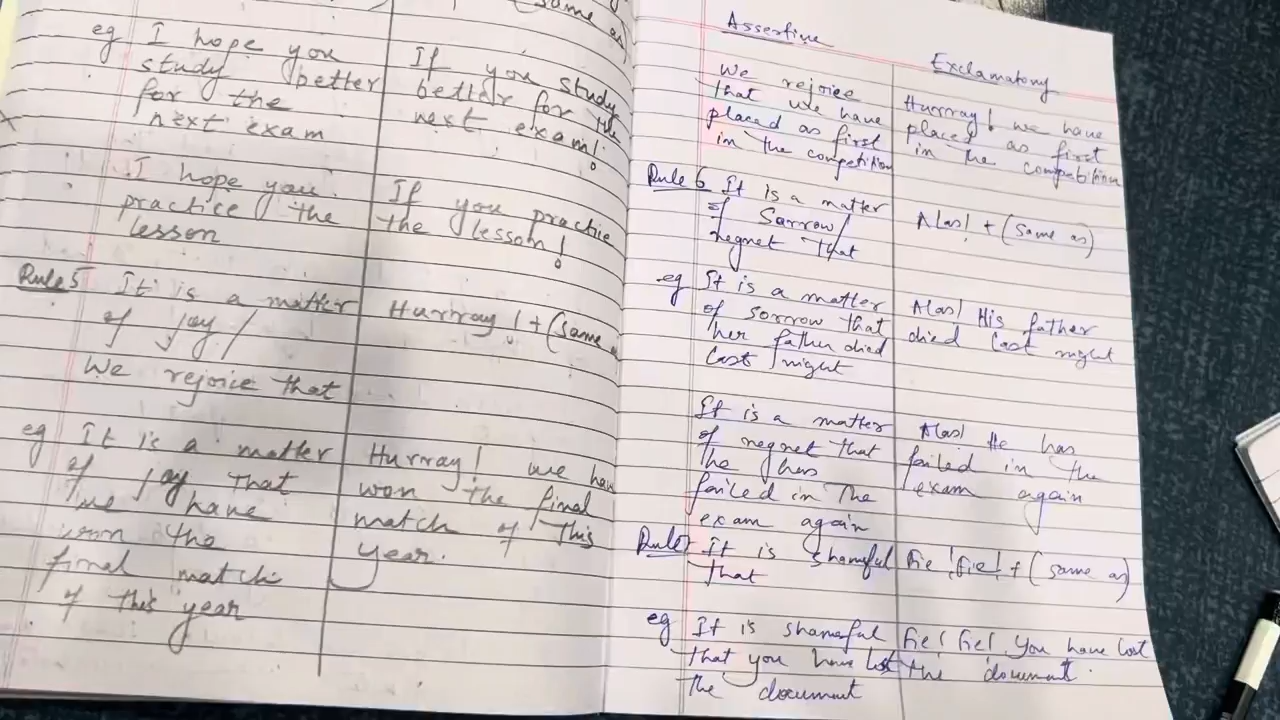 same as)
eg I hope you
study better
for the
next exam
If you study
better for the
next exam!
I hope you
practice the
lesson
If you practice
the lesson!
Rule 5 It is a matter
of joy /
We rejoice that
Hurray! + (same
eg It is a matter
of joy that
we have
won the
final match
of this year
Hurray! we have
won the final
match of this
year.
Assertive
Exclamatory
We rejoice
that we have
placed as first
in the competition
Hurray! we have
placed as first
in the competition
Rule 6 It is a matter
of Sorrow/
regret that
Alas! + (same as)
eg It is a matter
of sorrow that
her father died
last night
Alas! His father
died last night
It is a matter
of regret that
he has
failed in the
exam again
Alas! He has
failed in the
exam again
Rule 7 It is shameful
that
Fie! fie! + (same as)
eg It is shameful
that you have lost
the document
Fie! fie! You have lost
the document.